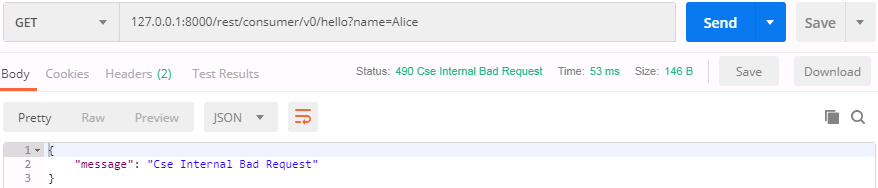 GET 127.0.0.1:8000/rest/consumer/v0/hello?name=Alice Send Save
Body Cookies Headers (2) Test Results Status: 490 Cse Internal Bad Request Time: 53 ms Size: 146 B Save Download
Pretty Raw Preview JSON
1 {
2 "message": "Cse Internal Bad Request"
3 }